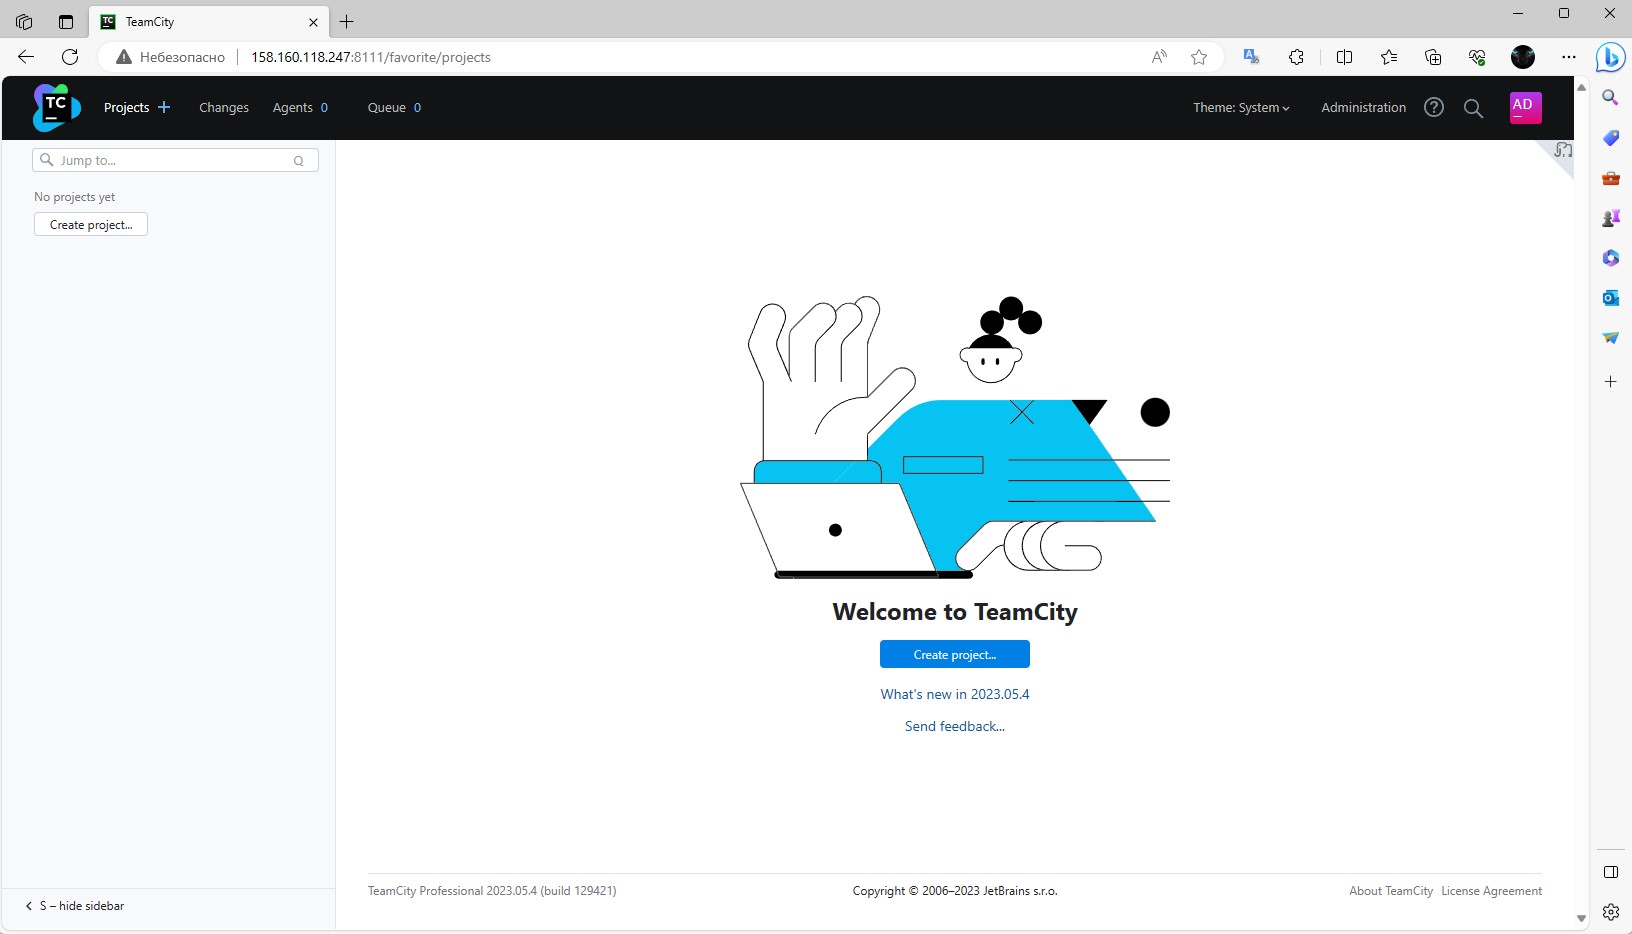 TeamCity
Небезопасно 158.160.118.247:8111/favorite/projects
TC Projects Changes Agents 0 Queue 0 Theme: System Administration AD
Jump to... Q
No projects yet
Create project...
Welcome to TeamCity
Create project...
What's new in 2023.05.4
Send feedback...
TeamCity Professional 2023.05.4 (build 129421) Copyright © 2006–2023 JetBrains s.r.o. About TeamCity License Agreement
S – hide sidebar